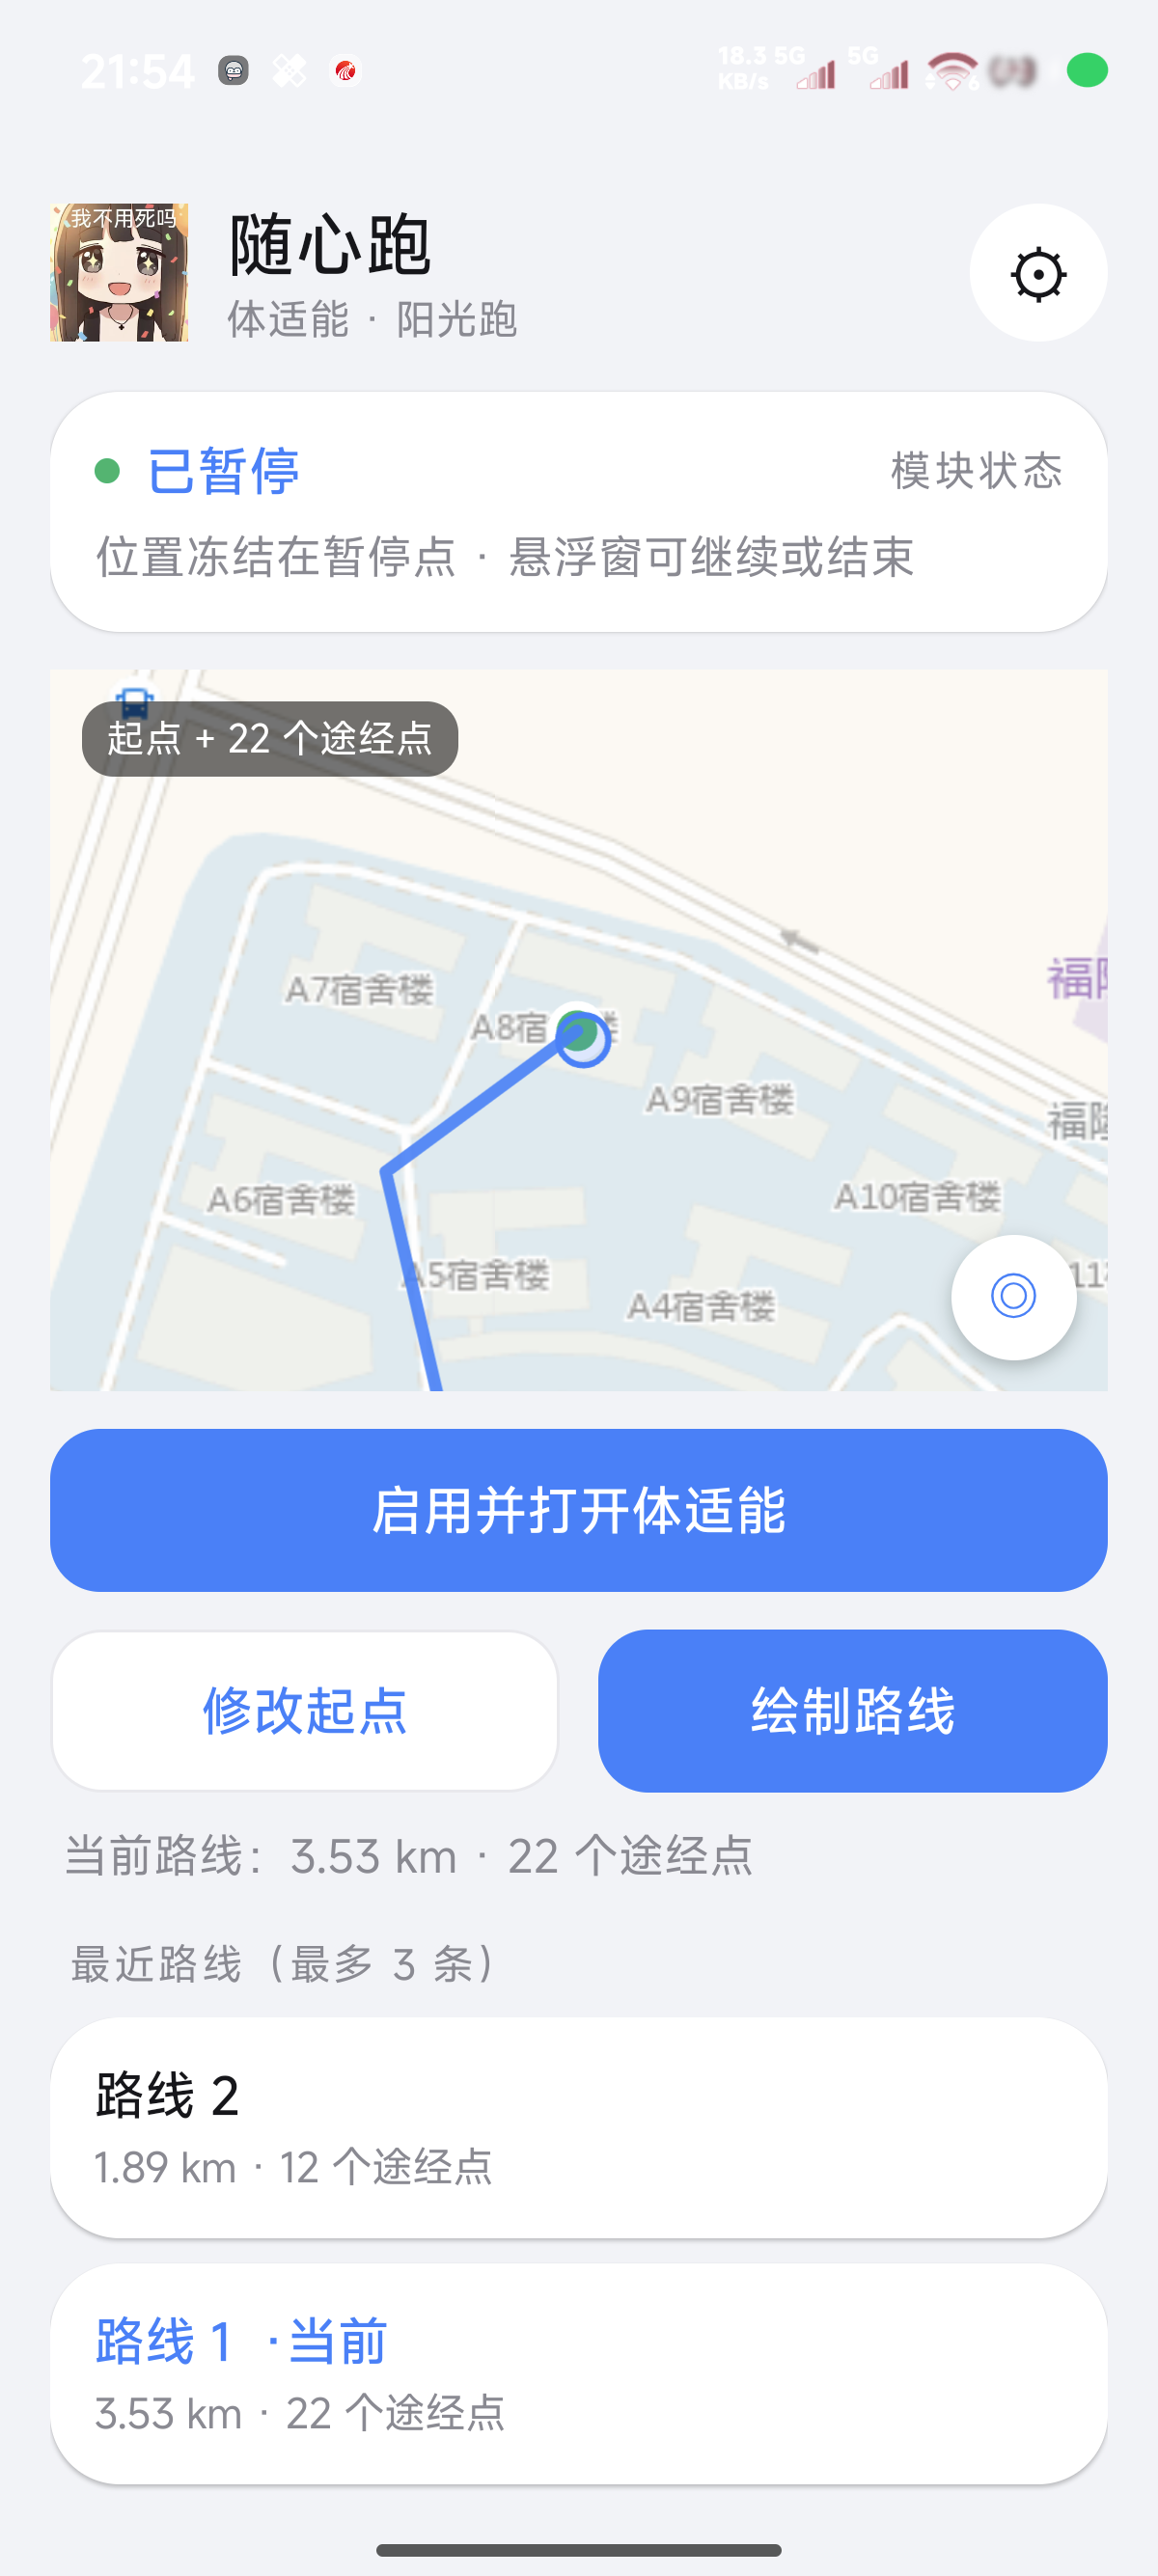 21:54
18.3 5G 5G
KB/s 6
我不用死吗
随心跑
体适能 · 阳光跑
已暂停
模块状态
位置冻结在暂停点 · 悬浮窗可继续或结束
起点 + 22 个途经点
A7宿舍楼
福
A8宿 楼
A9宿舍楼
福
A6宿舍楼
A10宿舍楼
A5宿舍楼
11
A4宿舍楼
启用并打开体适能
修改起点
绘制路线
当前路线：3.53 km · 22 个途经点
最近路线（最多 3 条）
路线 2
1.89 km · 12 个途经点
路线 1 ·当前
3.53 km · 22 个途经点